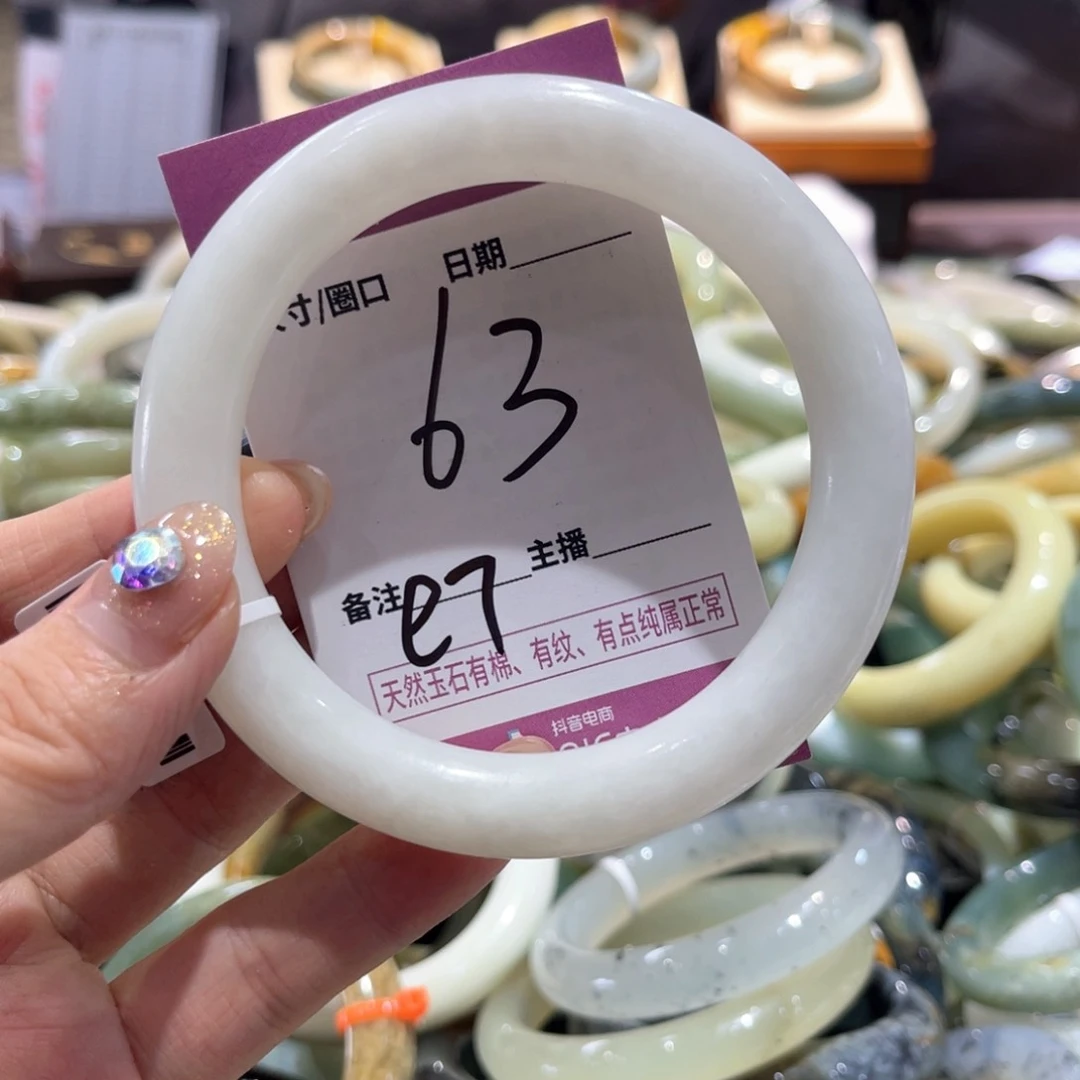 日期
寸/圈口
63
备注 e7 主播
天然玉石有棉、有纹、有点纯属正常
抖音电商